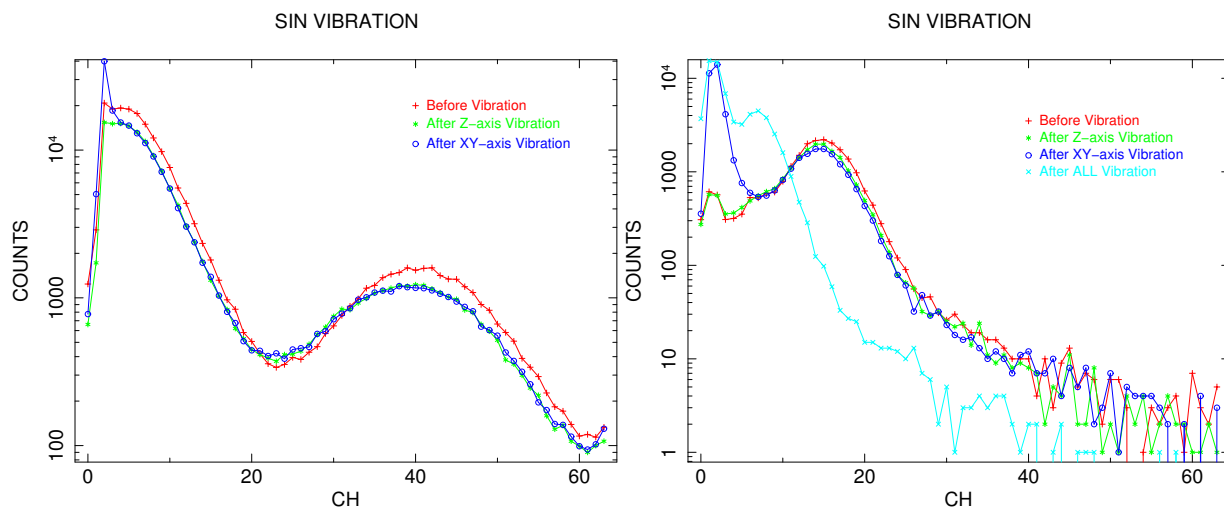 SIN VIBRATION
Before Vibration
After Z-axis Vibration
After XY-axis Vibration
COUNTS
10⁴
1000
100
0
20
40
60
CH
SIN VIBRATION
Before Vibration
After Z-axis Vibration
After XY-axis Vibration
After ALL Vibration
COUNTS
10⁴
1000
100
10
1
0
20
40
60
CH